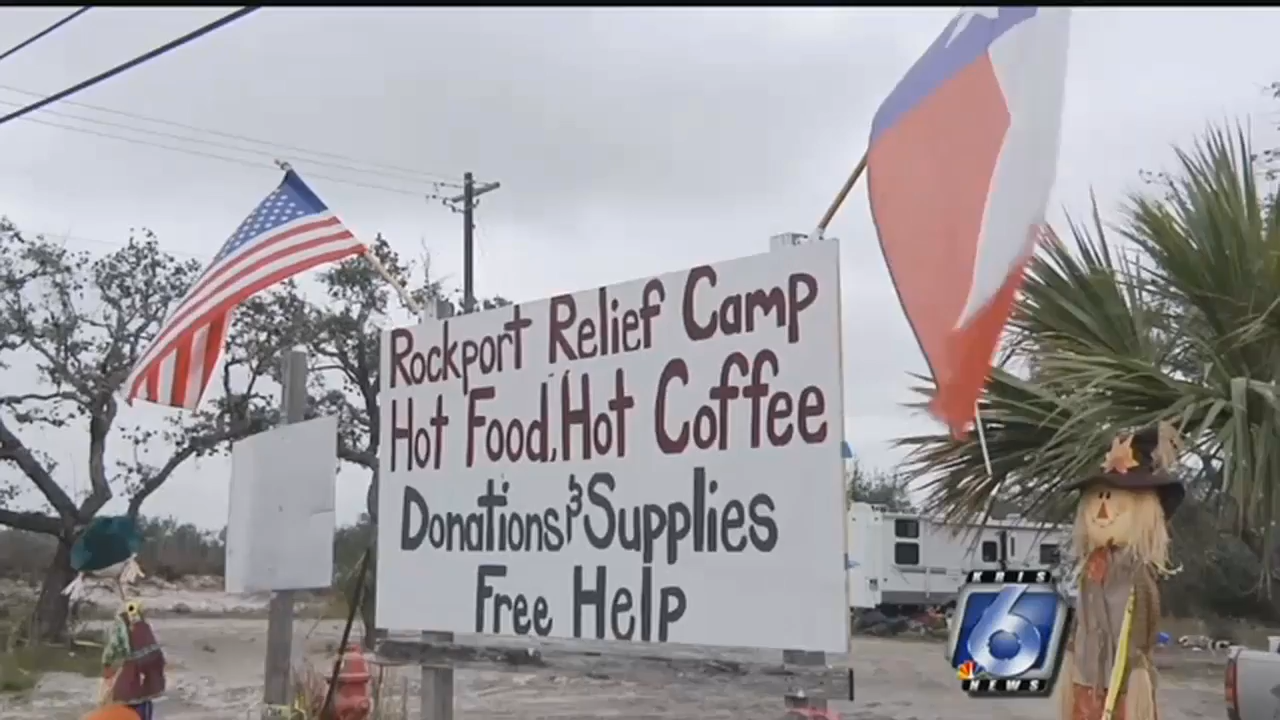 Rockport Relief Camp
Hot Food, Hot Coffee
Donations & Supplies
Free Help
KRIS
6
NEWS